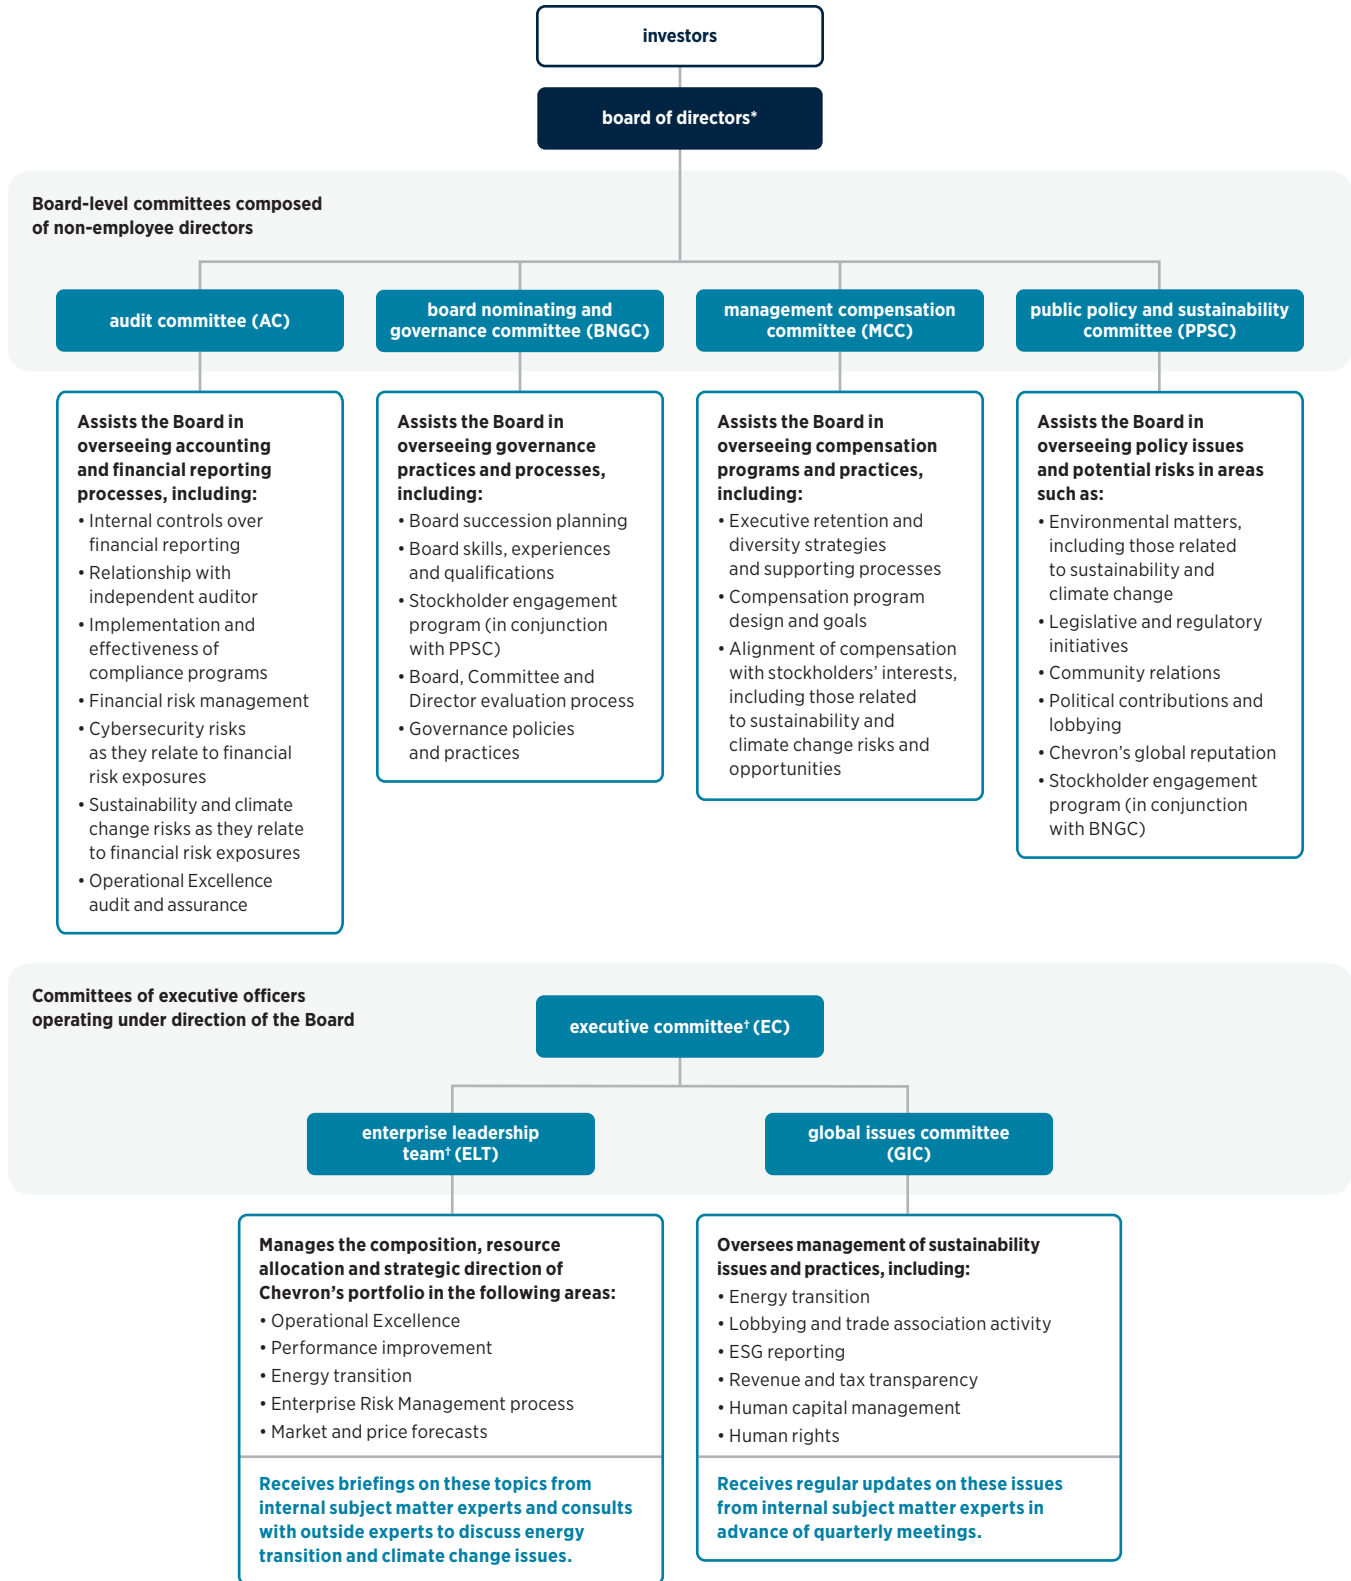 investors
board of directors*
Board-level committees composed
of non-employee directors
audit committee (AC)
board nominating and
governance committee (BNGC)
management compensation
committee (MCC)
public policy and sustainability
committee (PPSC)
Assists the Board in
overseeing accounting
and financial reporting
processes, including:
• Internal controls over
financial reporting
• Relationship with
independent auditor
• Implementation and
effectiveness of
compliance programs
• Financial risk management
• Cybersecurity risks
as they relate to financial
risk exposures
• Sustainability and climate
change risks as they relate
to financial risk exposures
• Operational Excellence
audit and assurance
Assists the Board in
overseeing governance
practices and processes,
including:
• Board succession planning
• Board skills, experiences
and qualifications
• Stockholder engagement
program (in conjunction
with PPSC)
• Board, Committee and
Director evaluation process
• Governance policies
and practices
Assists the Board in
overseeing compensation
programs and practices,
including:
• Executive retention and
diversity strategies
and supporting processes
• Compensation program
design and goals
• Alignment of compensation
with stockholders’ interests,
including those related
to sustainability and
climate change risks and
opportunities
Assists the Board in
overseeing policy issues
and potential risks in areas
such as:
• Environmental matters,
including those related
to sustainability and
climate change
• Legislative and regulatory
initiatives
• Community relations
• Political contributions and
lobbying
• Chevron’s global reputation
• Stockholder engagement
program (in conjunction
with BNGC)
Committees of executive officers
operating under direction of the Board
executive committee† (EC)
enterprise leadership
team† (ELT)
global issues committee
(GIC)
Manages the composition, resource
allocation and strategic direction of
Chevron’s portfolio in the following areas:
• Operational Excellence
• Performance improvement
• Energy transition
• Enterprise Risk Management process
• Market and price forecasts
Receives briefings on these topics from
internal subject matter experts and consults
with outside experts to discuss energy
transition and climate change issues.
Oversees management of sustainability
issues and practices, including:
• Energy transition
• Lobbying and trade association activity
• ESG reporting
• Revenue and tax transparency
• Human capital management
• Human rights
Receives regular updates on these issues
from internal subject matter experts in
advance of quarterly meetings.